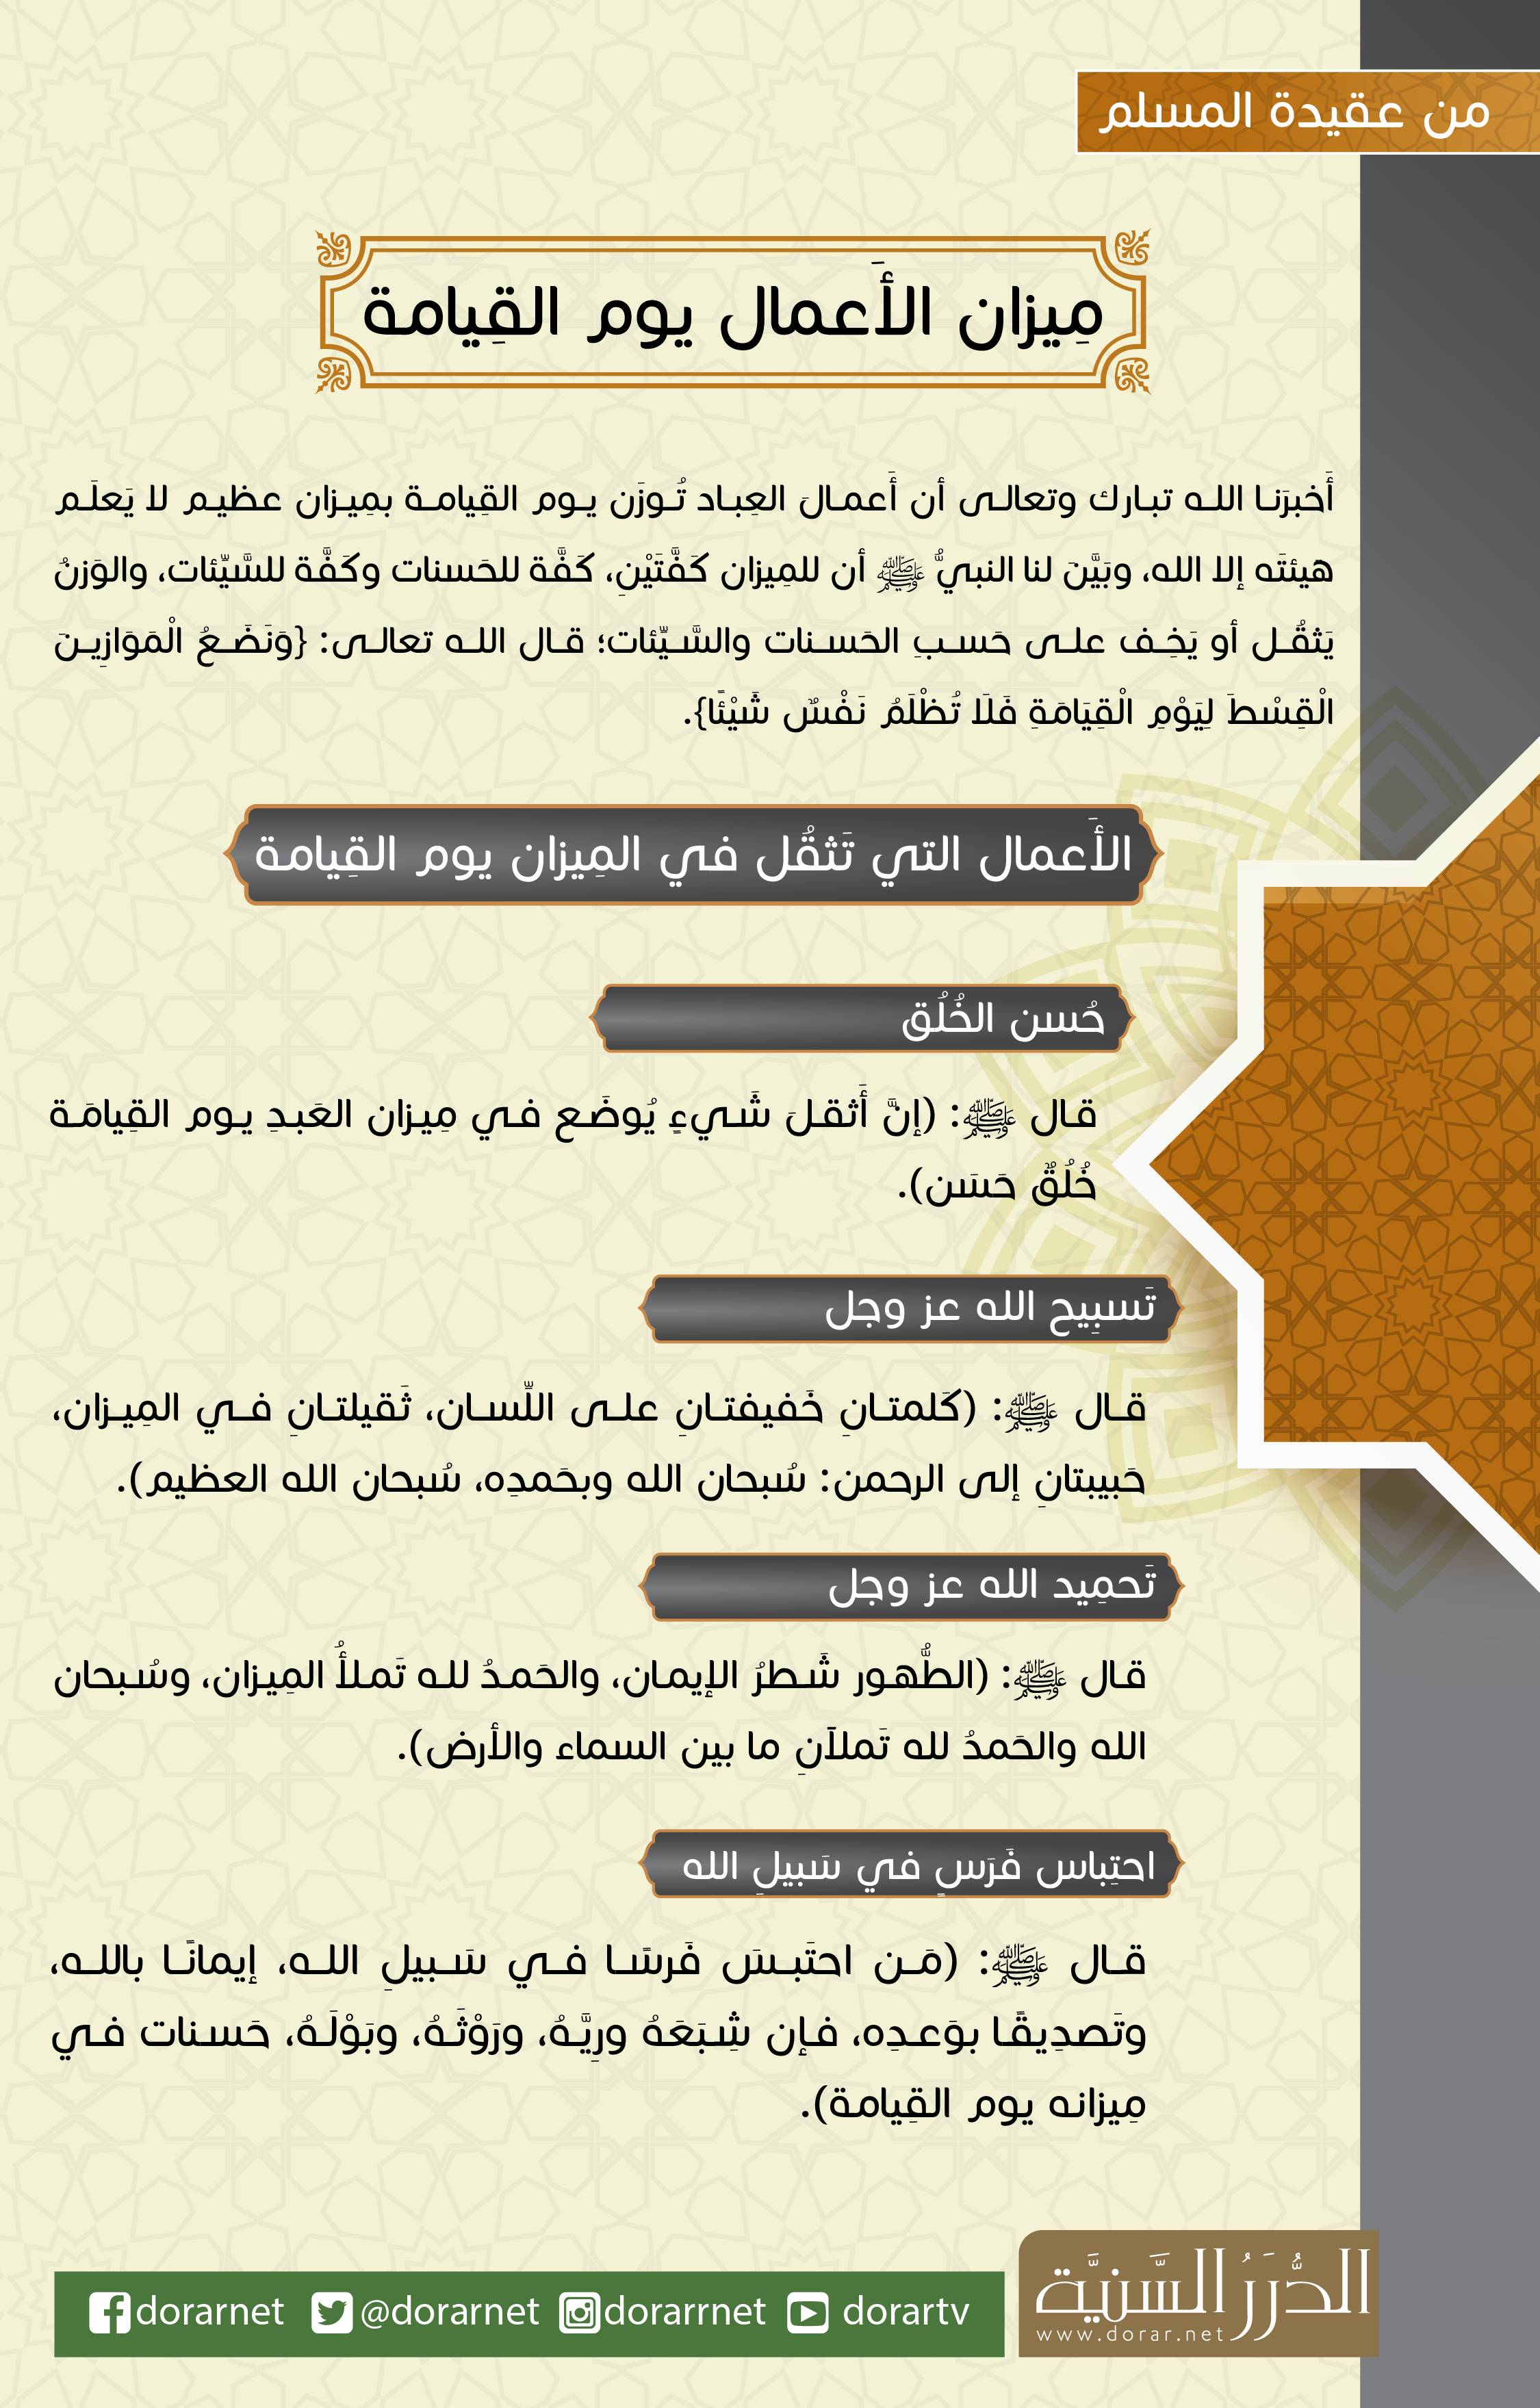 من عقيدة المسلم
مِيزان الأَعمال يوم القِيامة
أَخبرَنا الله تبارك وتعالى أن أَعمالَ العِباد تُوزَن يوم القِيامة بمِيزان عظيم لا يَعلَم
هيئتَه إلا الله، وبَيَّنَ لنا النبيُّ ﷺ أن للمِيزان كَفَّتَيْنِ، كَفَّة للحَسنات وكَفَّة للسَّيِّئات، والوَزنُ
يَثقُل أو يَخِف على حَسبِ الحَسنات والسَّيِّئات؛ قال الله تعالى: {وَنَضَعُ الْمَوَازِينَ
الْقِسْطَ لِيَوْمِ الْقِيَامَةِ فَلَا تُظْلَمُ نَفْسٌ شَيْئًا}.
الأَعمال التي تَثقُل في المِيزان يوم القِيامة
حُسن الخُلُق
قال ﷺ: (إنَّ أَثقلَ شَيءٍ يُوضَع في مِيزان العَبدِ يوم القِيامَة
خُلُقٌ حَسَن).
تَسبِيح الله عز وجل
قال ﷺ: (كَلمتانِ خَفيفتانِ على اللِّسان، ثَقيلتانِ في المِيزان،
حَبيبتانِ إلى الرحمن: سُبحان الله وبحَمدِه، سُبحان الله العظيم).
تَحمِيد الله عز وجل
قال ﷺ: (الطُّهور شَطرُ الإيمان، والحَمدُ لله تَملأُ المِيزان، وسُبحان
الله والحَمدُ لله تَملآنِ ما بين السماء والأرض).
احتِباس فَرَسٍ في سَبيلِ الله
قال ﷺ: (مَن احتَبسَ فَرسًا في سَبيلِ الله، إيمانًا بالله،
وتَصدِيقًا بوَعدِه، فإن شِبَعَهُ ورِيَّهُ، ورَوْثَهُ، وبَوْلَهُ، حَسنات في
مِيزانه يوم القِيامة).
الدُّرَرُ السَّنِيَّة
www.dorar.net
dorarnet @dorarnet dorarrnet dorartv